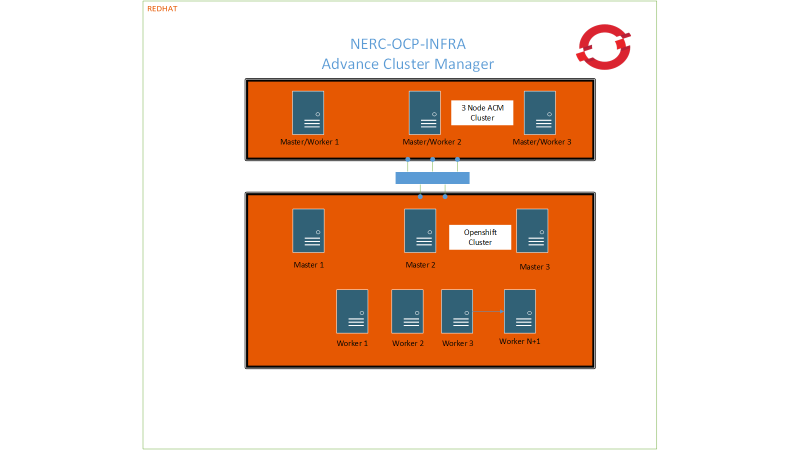 REDHAT
NERC-OCP-INFRA
Advance Cluster Manager
3 Node ACM
Cluster
Master/Worker 1
Master/Worker 2
Master/Worker 3
Openshift
Cluster
Master 1
Master 2
Master 3
Worker 1
Worker 2
Worker 3
Worker N+1